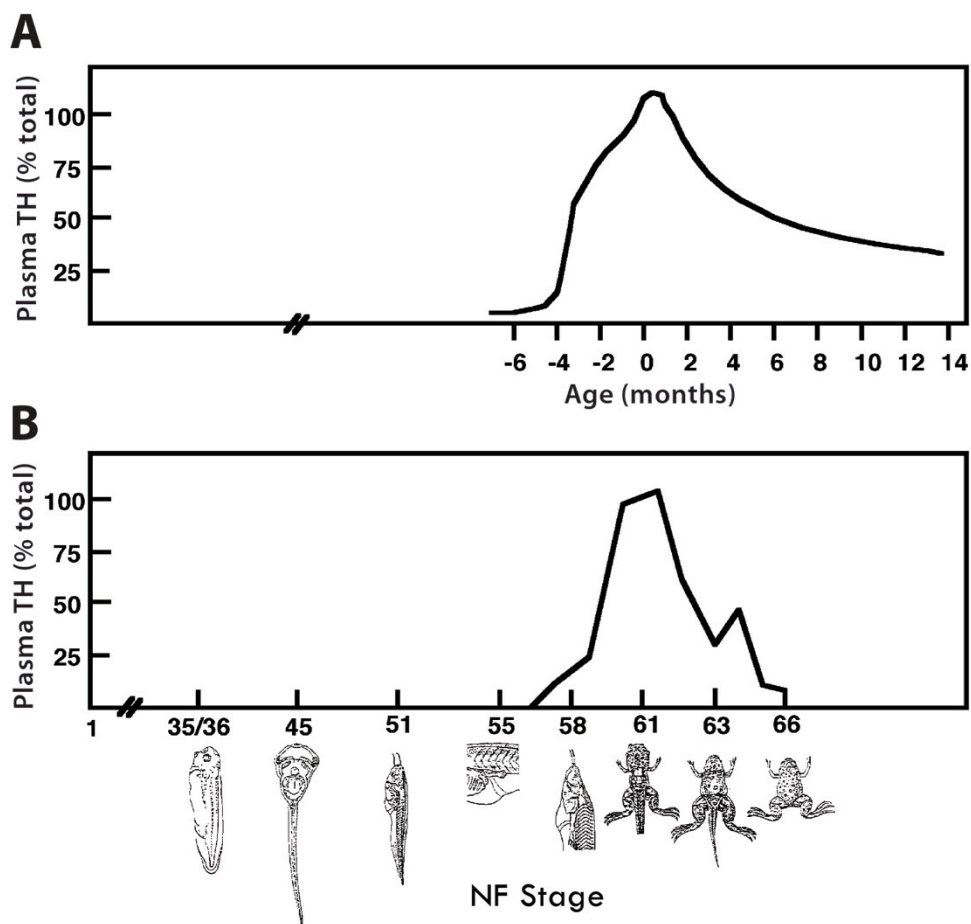 A
Plasma TH (% total)
100
75
50
25
-6 -4 -2 0 2 4 6 8 10 12 14
Age (months)
B
Plasma TH (% total)
100
75
50
25
1 35/36 45 51 55 58 61 63 66
NF Stage